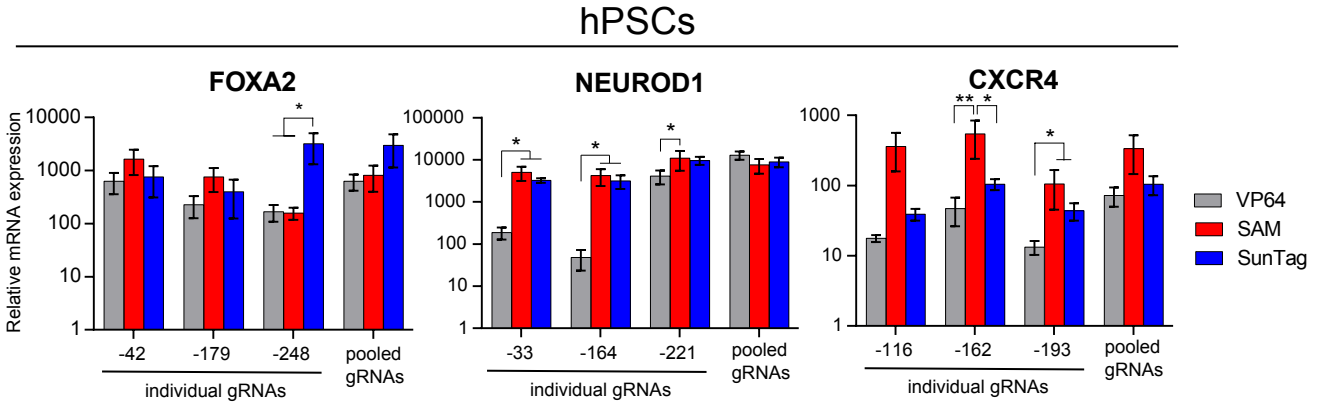 hPSCs
FOXA2
Relative mRNA expression
10000
1000
100
10
1
*
-42 -179 -248 pooled gRNAs
individual gRNAs
NEUROD1
100000
10000
1000
100
10
1
* * *
-33 -164 -221 pooled gRNAs
individual gRNAs
CXCR4
1000
100
10
1
** * *
-116 -162 -193 pooled gRNAs
individual gRNAs
VP64
SAM
SunTag